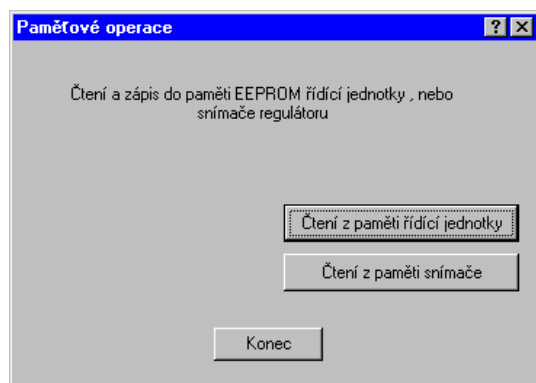 Paměťové operace
Čtení a zápis do paměti EEPROM řídící jednotky , nebo
snímače regulátoru
Čtení z paměti řídící jednotky
Čtení z paměti snímače
Konec